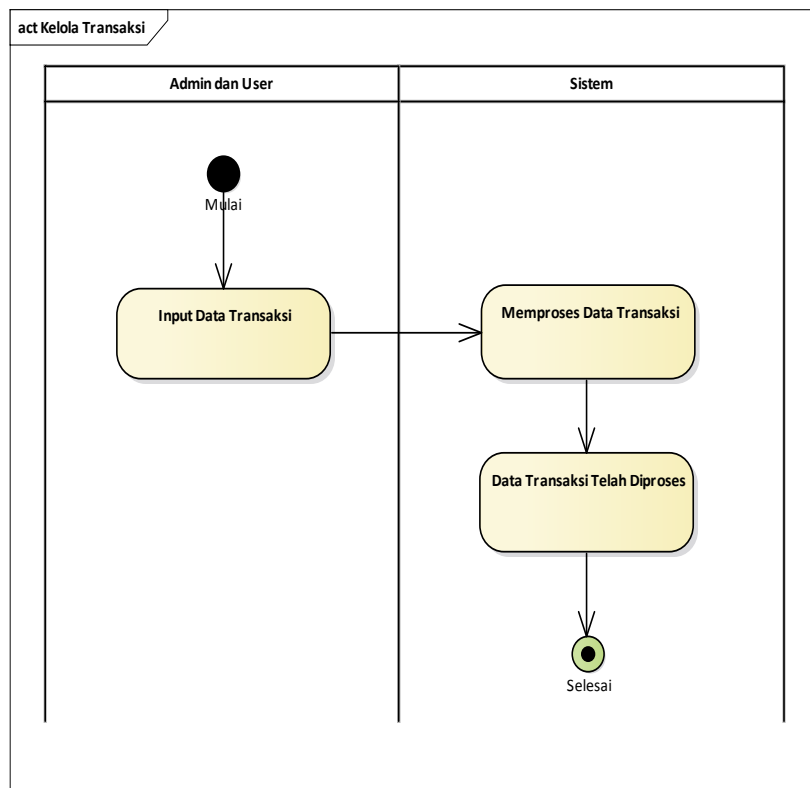 act Kelola Transaksi
Admin dan User
Sistem
Mulai
Input Data Transaksi
Memproses Data Transaksi
Data Transaksi Telah Diproses
Selesai